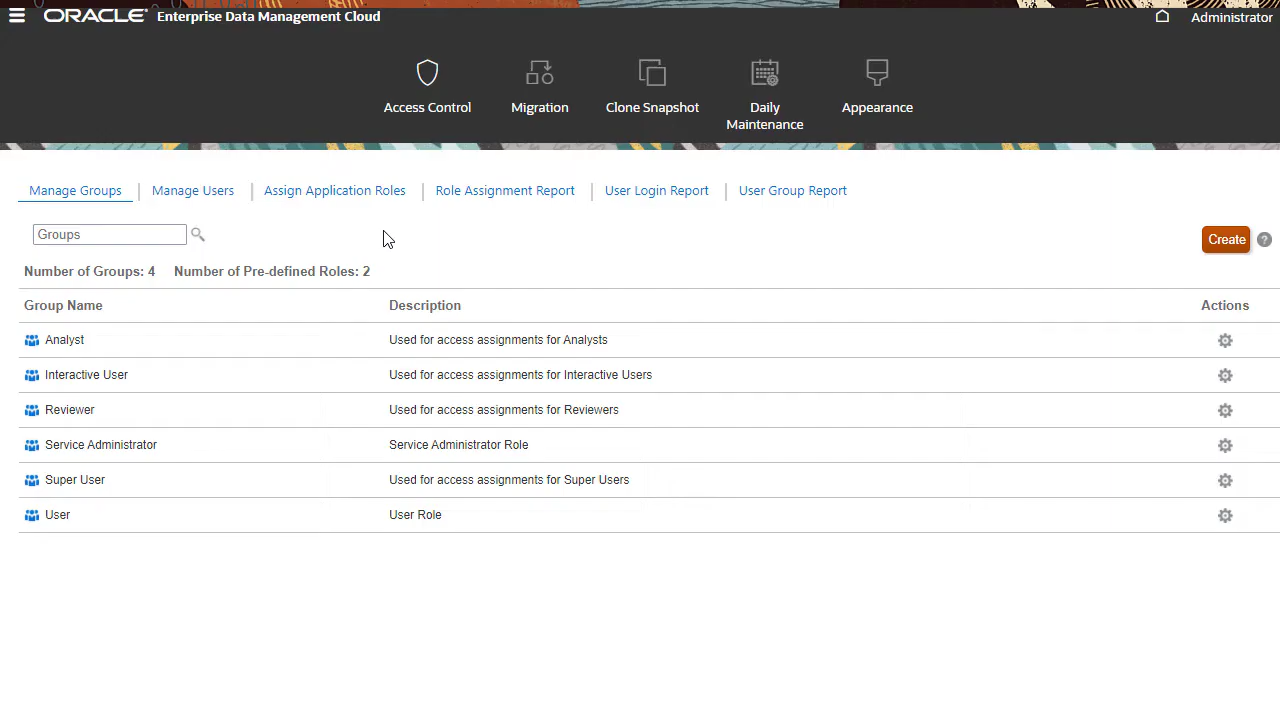 ORACLE Enterprise Data Management Cloud
Administrator
Access Control
Migration
Clone Snapshot
Daily
Maintenance
Appearance
Manage Groups
Manage Users
Assign Application Roles
Role Assignment Report
User Login Report
User Group Report
Groups
Create
?
Number of Groups: 4 Number of Pre-defined Roles: 2
Group Name Description Actions
Analyst Used for access assignments for Analysts
Interactive User Used for access assignments for Interactive Users
Reviewer Used for access assignments for Reviewers
Service Administrator Service Administrator Role
Super User Used for access assignments for Super Users
User User Role